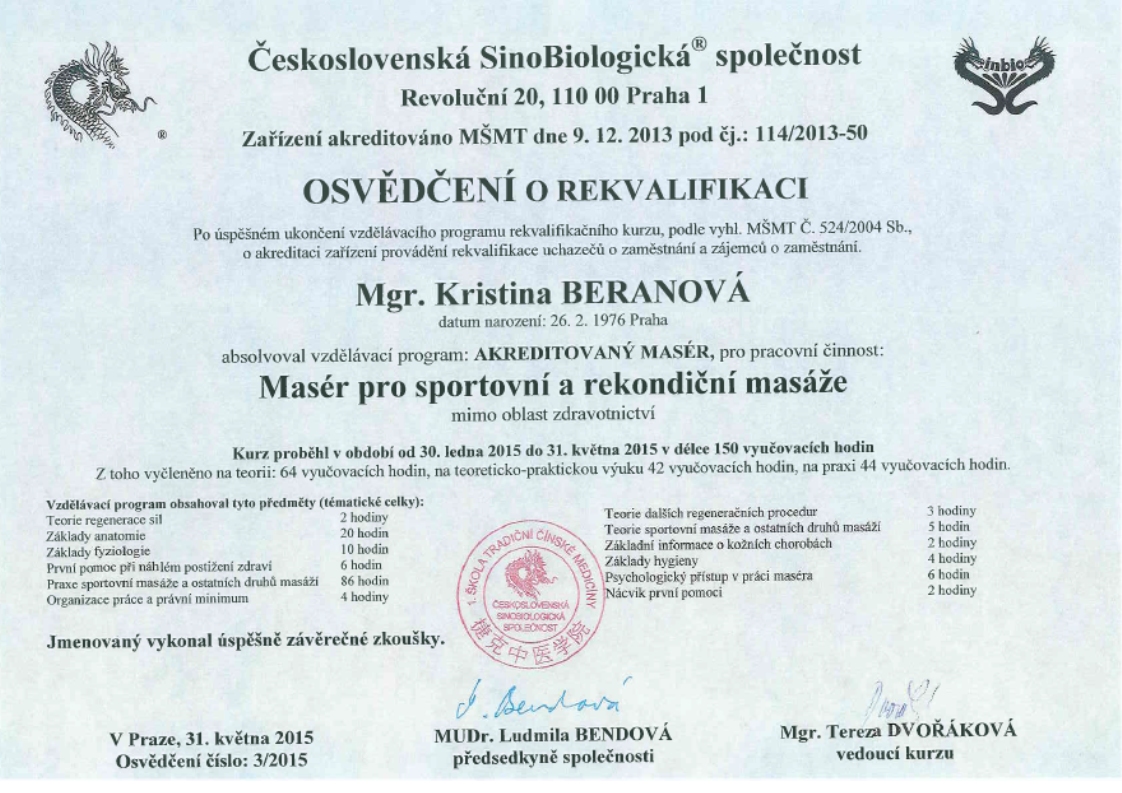 Československá SinoBiologická® společnost
Revoluční 20, 110 00 Praha 1
Zařízení akreditováno MŠMT dne 9. 12. 2013 pod čj.: 114/2013-50
®
inbio
OSVĚDČENÍ O REKVALIFIKACI
Po úspěšném ukončení vzdělávacího programu rekvalifikačního kurzu, podle vyhl. MŠMT Č. 524/2004 Sb.,
o akreditaci zařízení provádění rekvalifikace uchazečů o zaměstnání a zájemců o zaměstnání.
Mgr. Kristina BERANOVÁ
datum narození: 26. 2. 1976 Praha
absolvoval vzdělávací program: AKREDITOVANÝ MASÉR, pro pracovní činnost:
Masér pro sportovní a rekondiční masáže
mimo oblast zdravotnictví
Kurz proběhl v období od 30. ledna 2015 do 31. května 2015 v délce 150 vyučovacích hodin
Z toho vyčleněno na teorii: 64 vyučovacích hodin, na teoreticko-praktickou výuku 42 vyučovacích hodin, na praxi 44 vyučovacích hodin.
Vzdělávací program obsahoval tyto předměty (tématické celky):
Teorie regenerace sil 2 hodiny
Základy anatomie 20 hodin
Základy fyziologie 10 hodin
První pomoc při náhlém postižení zdraví 6 hodin
Praxe sportovní masáže a ostatních druhů masáží 86 hodin
Organizace práce a právní minimum 4 hodiny
Teorie dalších regeneračních procedur 3 hodiny
Teorie sportovní masáže a ostatních druhů masáží 5 hodin
Základní informace o kožních chorobách 2 hodiny
Základy hygieny 4 hodiny
Psychologický přístup v práci maséra 6 hodin
Nácvik první pomoci 2 hodiny
1. ŠKOLA TRADIČNÍ ČÍNSKÉ MEDICÍNY
ČESKOSLOVENSKÁ
SINOBIOLOGICKÁ
SPOLEČNOST
捷克中医学院
Jmenovaný vykonal úspěšně závěrečné zkoušky.
Bendová
V Praze, 31. května 2015
Osvědčení číslo: 3/2015
MUDr. Ludmila BENDOVÁ
předsedkyně společnosti
Mgr. Tereza DVOŘÁKOVÁ
vedoucí kurzu